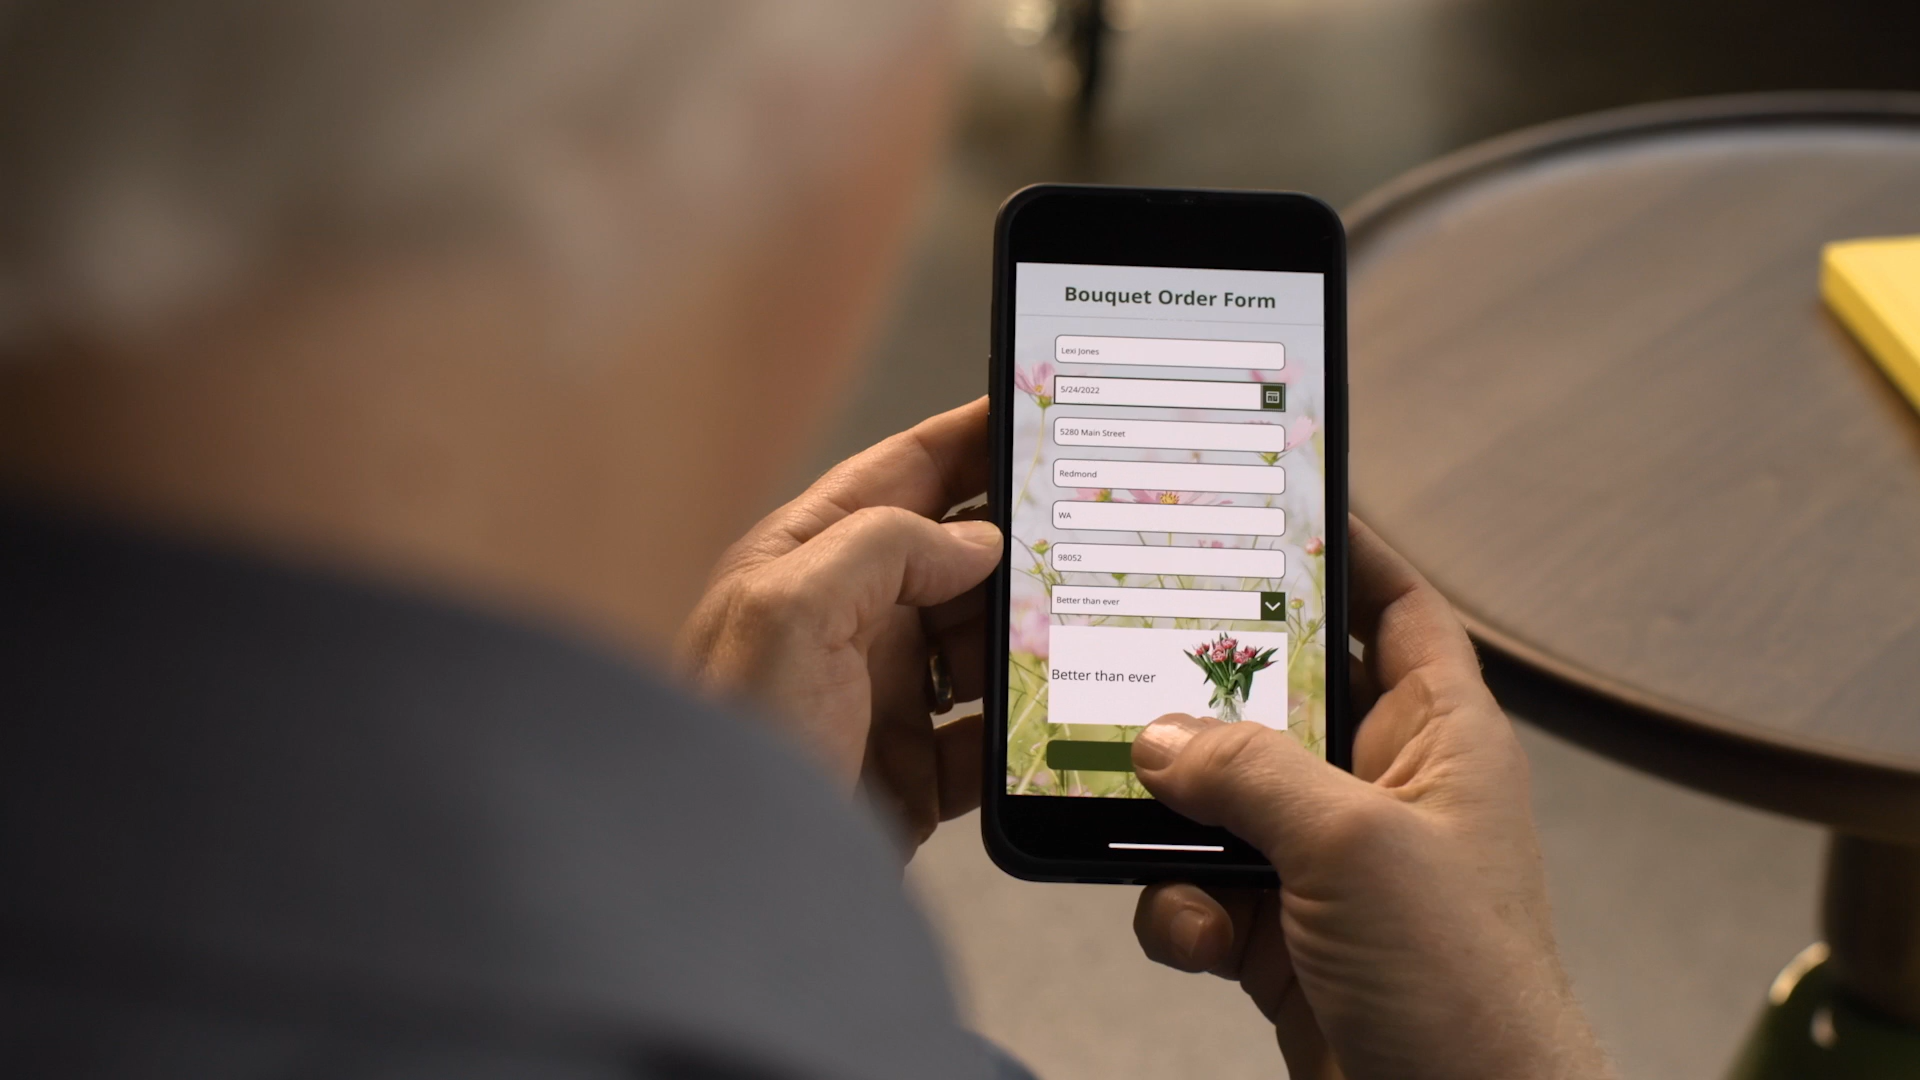 Bouquet Order Form
Lexi Jones
5/24/2022
5280 Main Street
Redmond
WA
98052
Better than ever
Better than ever